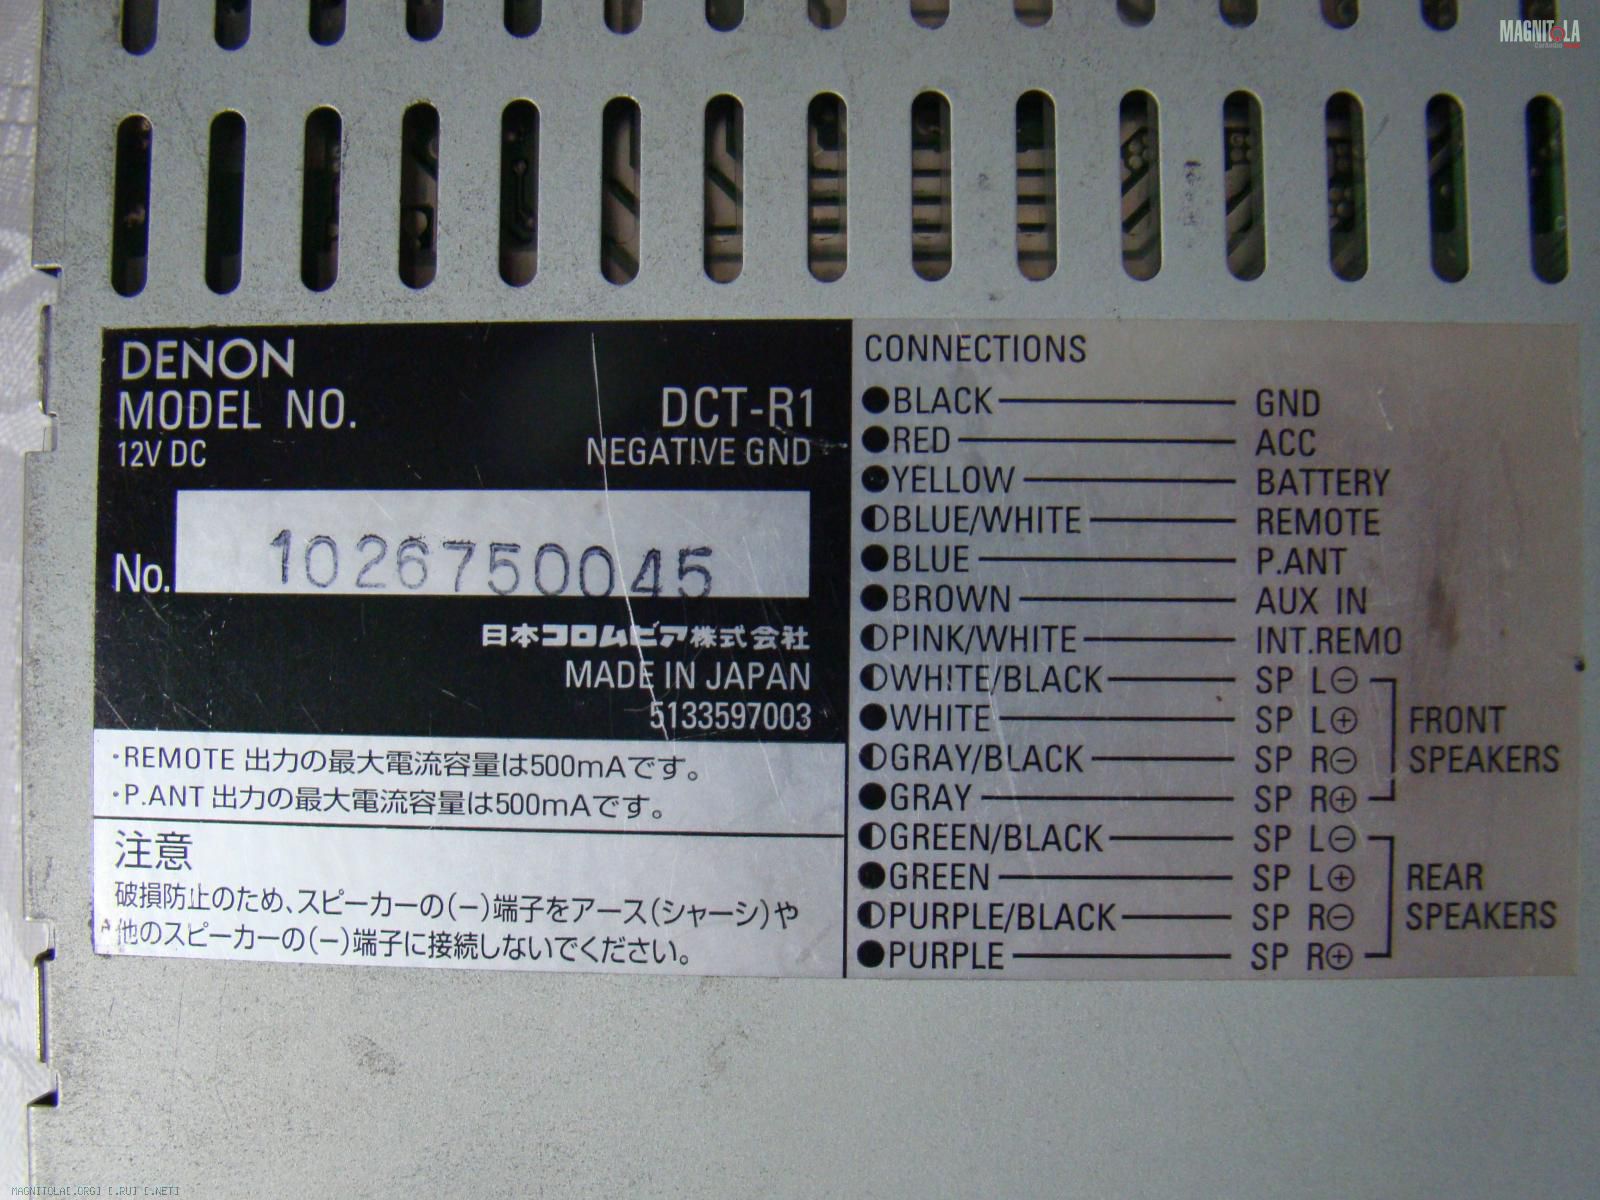 MAGNITOLA
DENON
MODEL NO. DCT-R1
12V DC NEGATIVE GND
No. 1026750045
日本コロムビア株式会社
MADE IN JAPAN
5133597003
・REMOTE 出力の最大電流容量は500mAです。
・P.ANT 出力の最大電流容量は500mAです。
注意
破損防止のため、スピーカーの(−)端子をアース(シャーシ)や
他のスピーカーの(−)端子に接続しないでください。
CONNECTIONS
●BLACK GND
●RED ACC
●YELLOW BATTERY
◐BLUE/WHITE REMOTE
●BLUE P.ANT
●BROWN AUX IN
◐PINK/WHITE INT.REMO
◐WHITE/BLACK SP L⊖
●WHITE SP L⊕
◐GRAY/BLACK SP R⊖
●GRAY SP R⊕
FRONT
SPEAKERS
◐GREEN/BLACK SP L⊖
●GREEN SP L⊕
◐PURPLE/BLACK SP R⊖
●PURPLE SP R⊕
REAR
SPEAKERS
MAGNITOLA[.ORG] [.RU] [.NET]